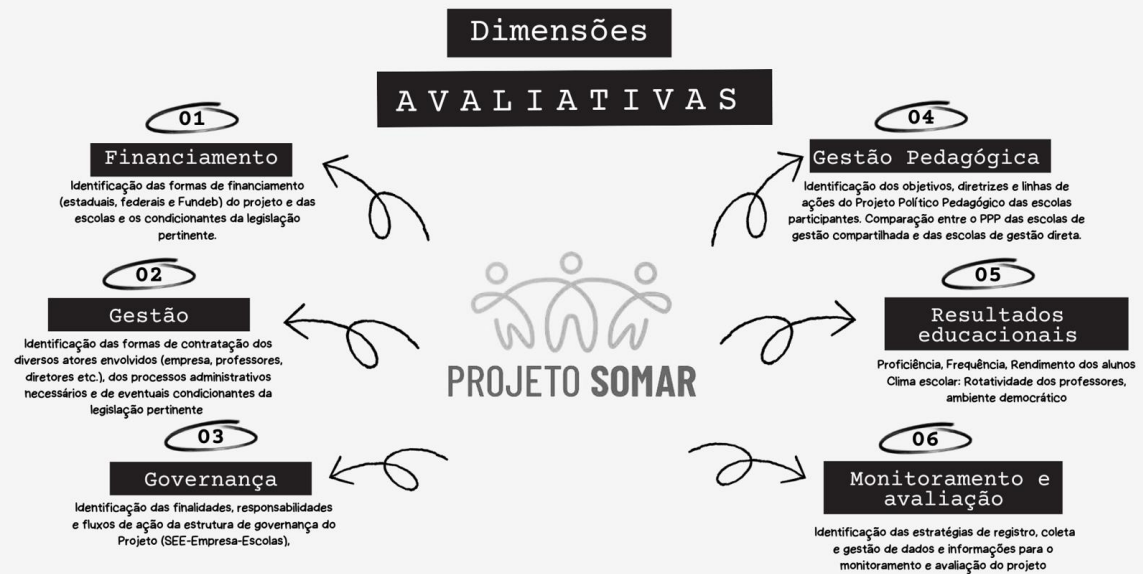 Dimensões
AVALIATIVAS
01
Financiamento
Identificação das formas de financiamento
(estaduais, federais e Fundeb) do projeto e das
escolas e os condicionantes da legislação
pertinente.
02
Gestão
Identificação das formas de contratação dos
diversos atores envolvidos (empresa, professores,
diretores etc.), dos processos administrativos
necessários e de eventuais condicionantes da
legislação pertinente
03
Governança
Identificação das finalidades, responsabilidades
e fluxos de ação da estrutura de governança do
Projeto (SEE-Empresa-Escolas),
PROJETO SOMAR
04
Gestão Pedagógica
Identificação dos objetivos, diretrizes e linhas de
ações do Projeto Político Pedagógico das escolas
participantes. Comparação entre o PPP das escolas de
gestão compartilhada e das escolas de gestão direta.
05
Resultados
educacionais
Proficiência, Frequência, Rendimento dos alunos
Clima escolar: Rotatividade dos professores,
ambiente democrático
06
Monitoramento e
avaliação
Identificação das estratégias de registro, coleta
e gestão de dados e informações para o
monitoramento e avaliação do projeto